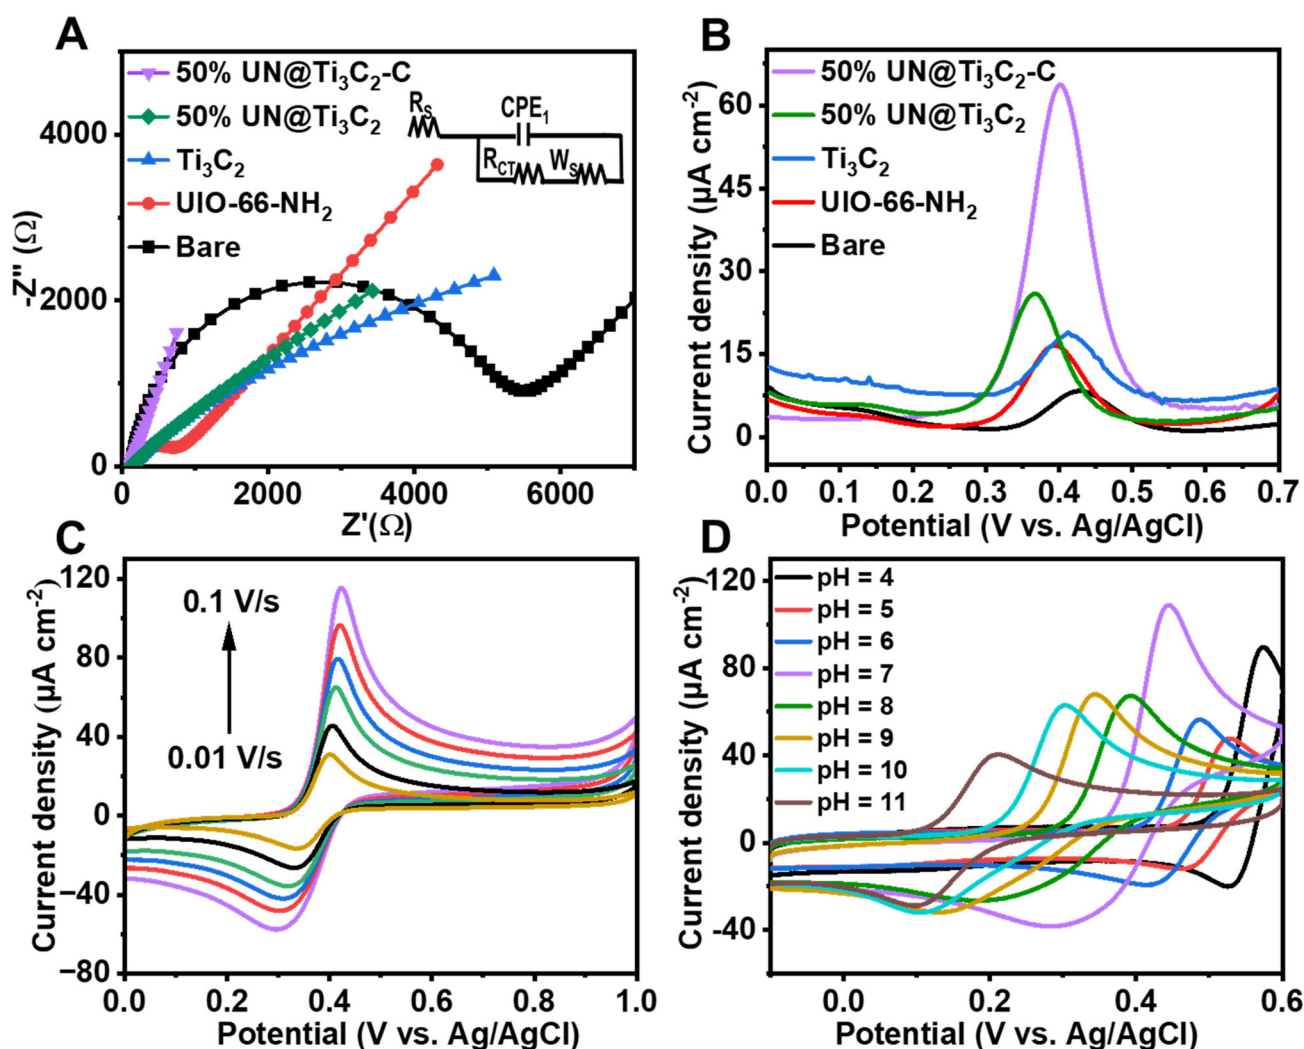 A
50% UN@Ti₃C₂-C
50% UN@Ti₃C₂
Ti₃C₂
UIO-66-NH₂
Bare
R_S
CPE₁
R_CT
W_S
4000
2000
0
-Z" (Ω)
0
2000
4000
6000
Z'(Ω)
B
50% UN@Ti₃C₂-C
50% UN@Ti₃C₂
Ti₃C₂
UIO-66-NH₂
Bare
60
45
30
15
0
Current density (μA cm⁻²)
0.0
0.1
0.2
0.3
0.4
0.5
0.6
0.7
Potential (V vs. Ag/AgCl)
C
0.1 V/s
0.01 V/s
120
80
40
0
−40
−80
Current density (μA cm⁻²)
0.0
0.2
0.4
0.6
0.8
1.0
Potential (V vs. Ag/AgCl)
D
pH = 4
pH = 5
pH = 6
pH = 7
pH = 8
pH = 9
pH = 10
pH = 11
120
80
40
0
-40
Current density (μA cm⁻²)
0.0
0.2
0.4
0.6
Potential (V vs. Ag/AgCl)